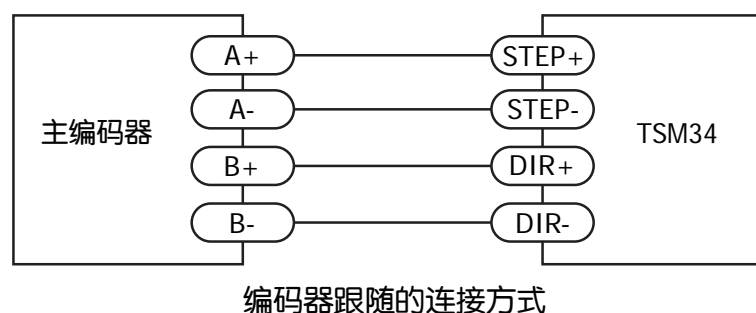 A+ STEP+
A- STEP-
主编码器 TSM34
B+ DIR+
B- DIR-
编码器跟随的连接方式